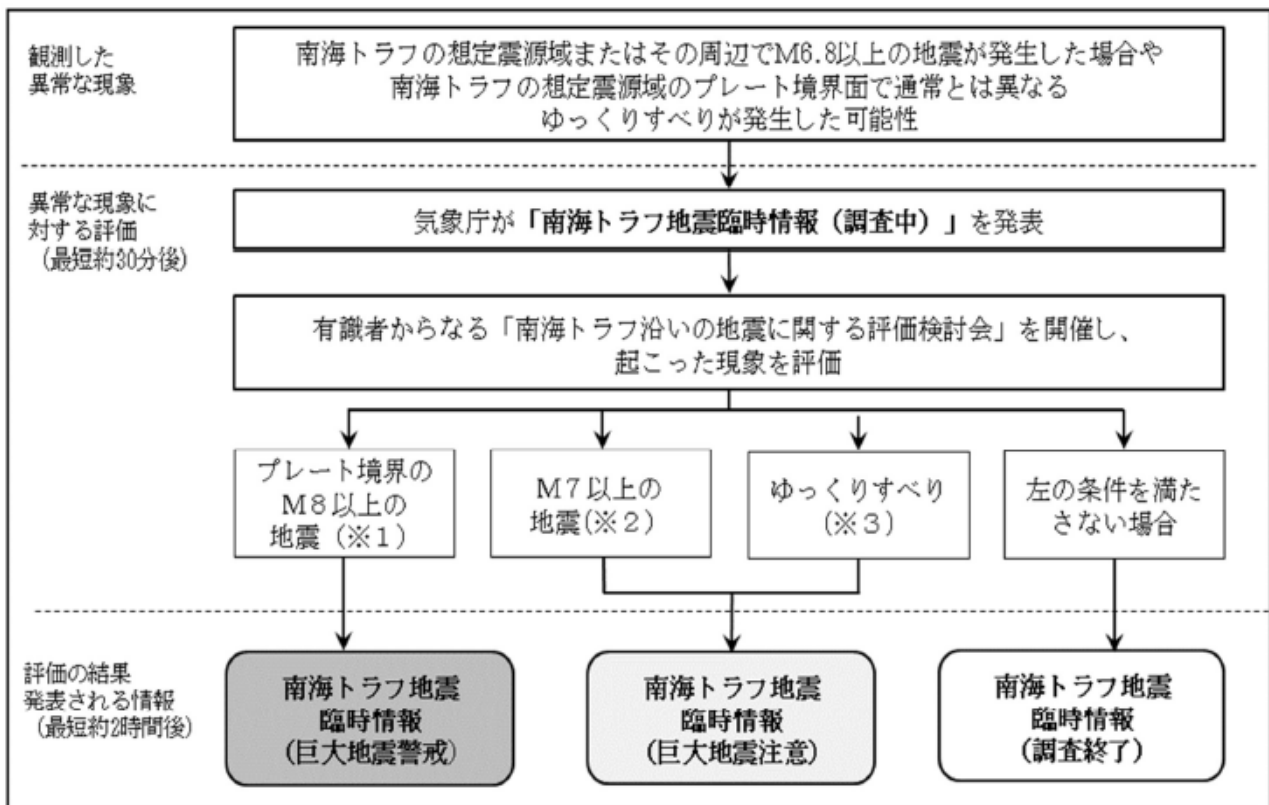 観測した
異常な現象
南海トラフの想定震源域またはその周辺でM6.8以上の地震が発生した場合や
南海トラフの想定震源域のプレート境界面で通常とは異なる
ゆっくりすべりが発生した可能性
異常な現象に
対する評価
(最短約30分後)
気象庁が「南海トラフ地震臨時情報（調査中）」を発表
有識者からなる「南海トラフ沿いの地震に関する評価検討会」を開催し、
起こった現象を評価
プレート境界の
M8以上の
地震（※1）
M7以上の
地震(※2)
ゆっくりすべり
(※3)
左の条件を満た
さない場合
評価の結果
発表される情報
(最短約2時間後)
南海トラフ地震
臨時情報
(巨大地震警戒)
南海トラフ地震
臨時情報
(巨大地震注意)
南海トラフ地震
臨時情報
(調査終了)